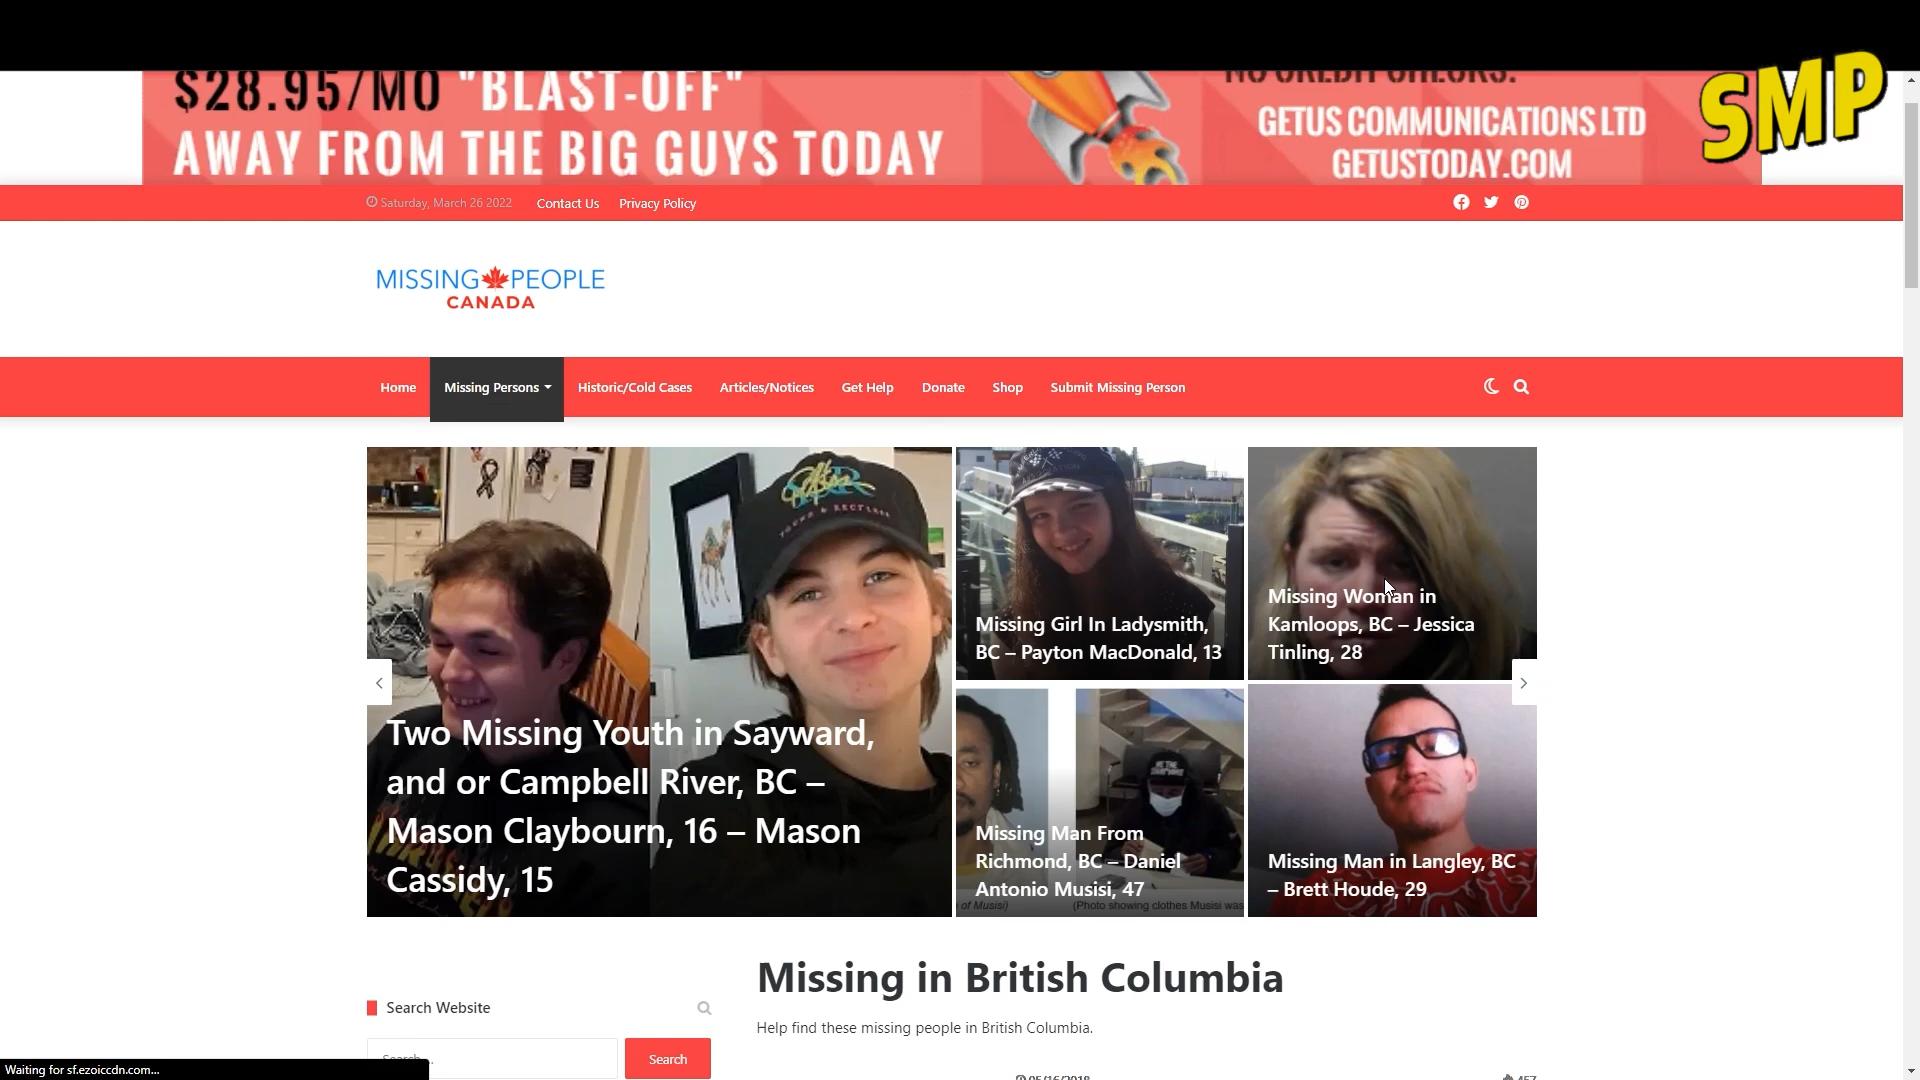 $28.95/MO "BLAST-OFF"
AWAY FROM THE BIG GUYS TODAY
NO CREDIT CHECKS.
GETUS COMMUNICATIONS LTD
GETUSTODAY.COM
SMP
Saturday, March 26 2022
Contact Us
Privacy Policy
MISSING PEOPLE
CANADA
Home
Missing Persons
Historic/Cold Cases
Articles/Notices
Get Help
Donate
Shop
Submit Missing Person
Two Missing Youth in Sayward,
and or Campbell River, BC –
Mason Claybourn, 16 – Mason
Cassidy, 15
Missing Girl In Ladysmith,
BC – Payton MacDonald, 13
Missing Woman in
Kamloops, BC – Jessica
Tinling, 28
Missing Man From
Richmond, BC – Daniel
Antonio Musisi, 47
of Musisi)
(Photo showing clothes Musisi was
Missing Man in Langley, BC
– Brett Houde, 29
Missing in British Columbia
Search Website
Help find these missing people in British Columbia.
Search...
Search
Waiting for sf.ezoiccdn.com...
05/16/2018
457